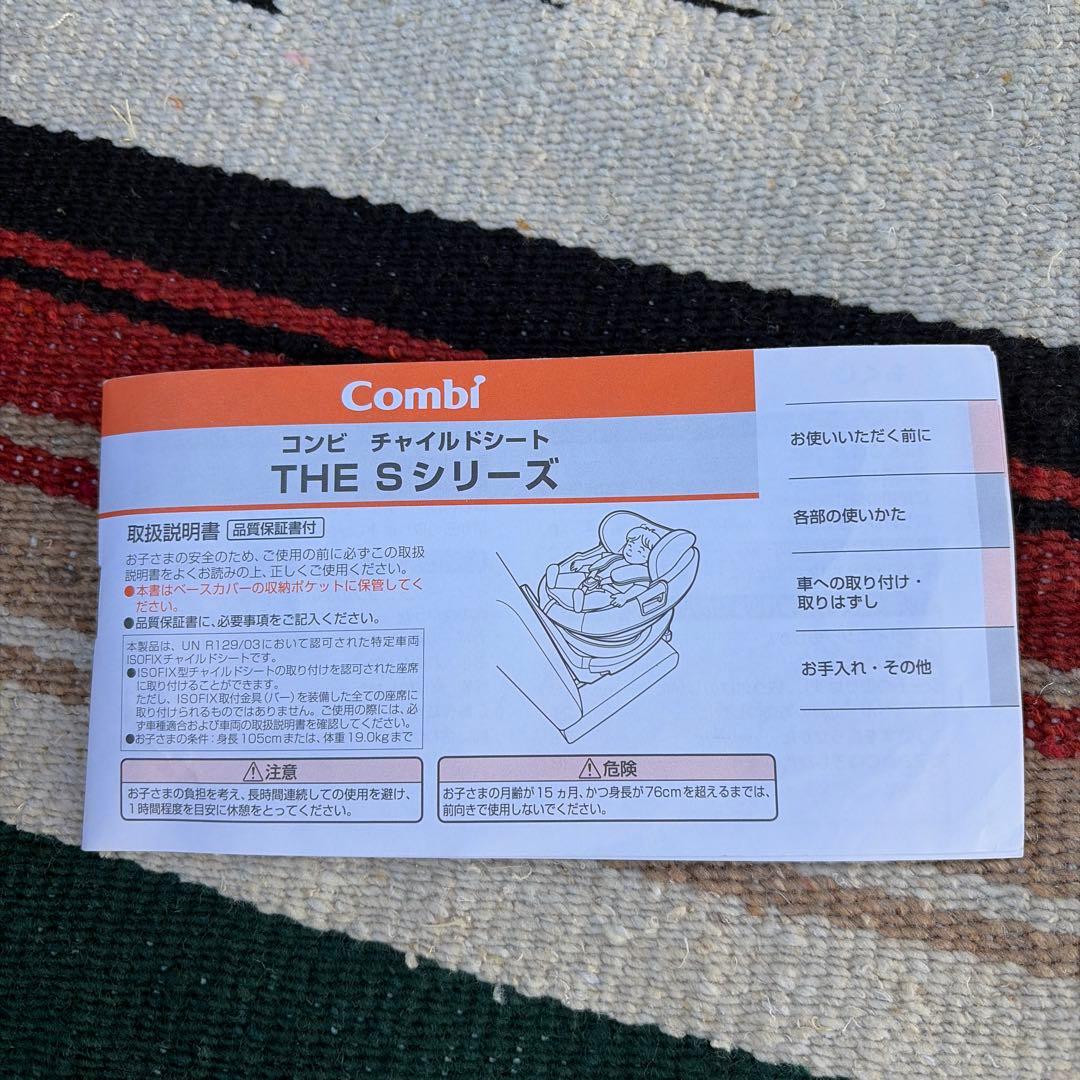 Combi
コンビ　チャイルドシート
THE Sシリーズ
取扱説明書 品質保証書付
お子さまの安全のため、ご使用の前に必ずこの取扱
説明書をよくお読みの上、正しくご使用ください。
●本書はベースカバーの収納ポケットに保管してく
ださい。
●品質保証書に、必要事項をご記入ください。
本製品は、UN R129/03において認可された特定車両
ISOFIXチャイルドシートです。
●ISOFIX型チャイルドシートの取り付けを認可された座席
に取り付けることができます。
ただし、ISOFIX取付金具（バー）を装備した全ての座席に
取り付けられるものではありません。ご使用の際には、必
ず車種適合および車両の取扱説明書を確認してください。
●お子さまの条件：身長105cmまたは、体重19.0kgまで
⚠注意
お子さまの負担を考え、長時間連続しての使用を避け、
1時間程度を目安に休憩をとってください。
⚠危険
お子さまの月齢が15ヵ月、かつ身長が76cmを超えるまでは、
前向きで使用しないでください。
お使いいただく前に
各部の使いかた
車への取り付け・
取りはずし
お手入れ・その他